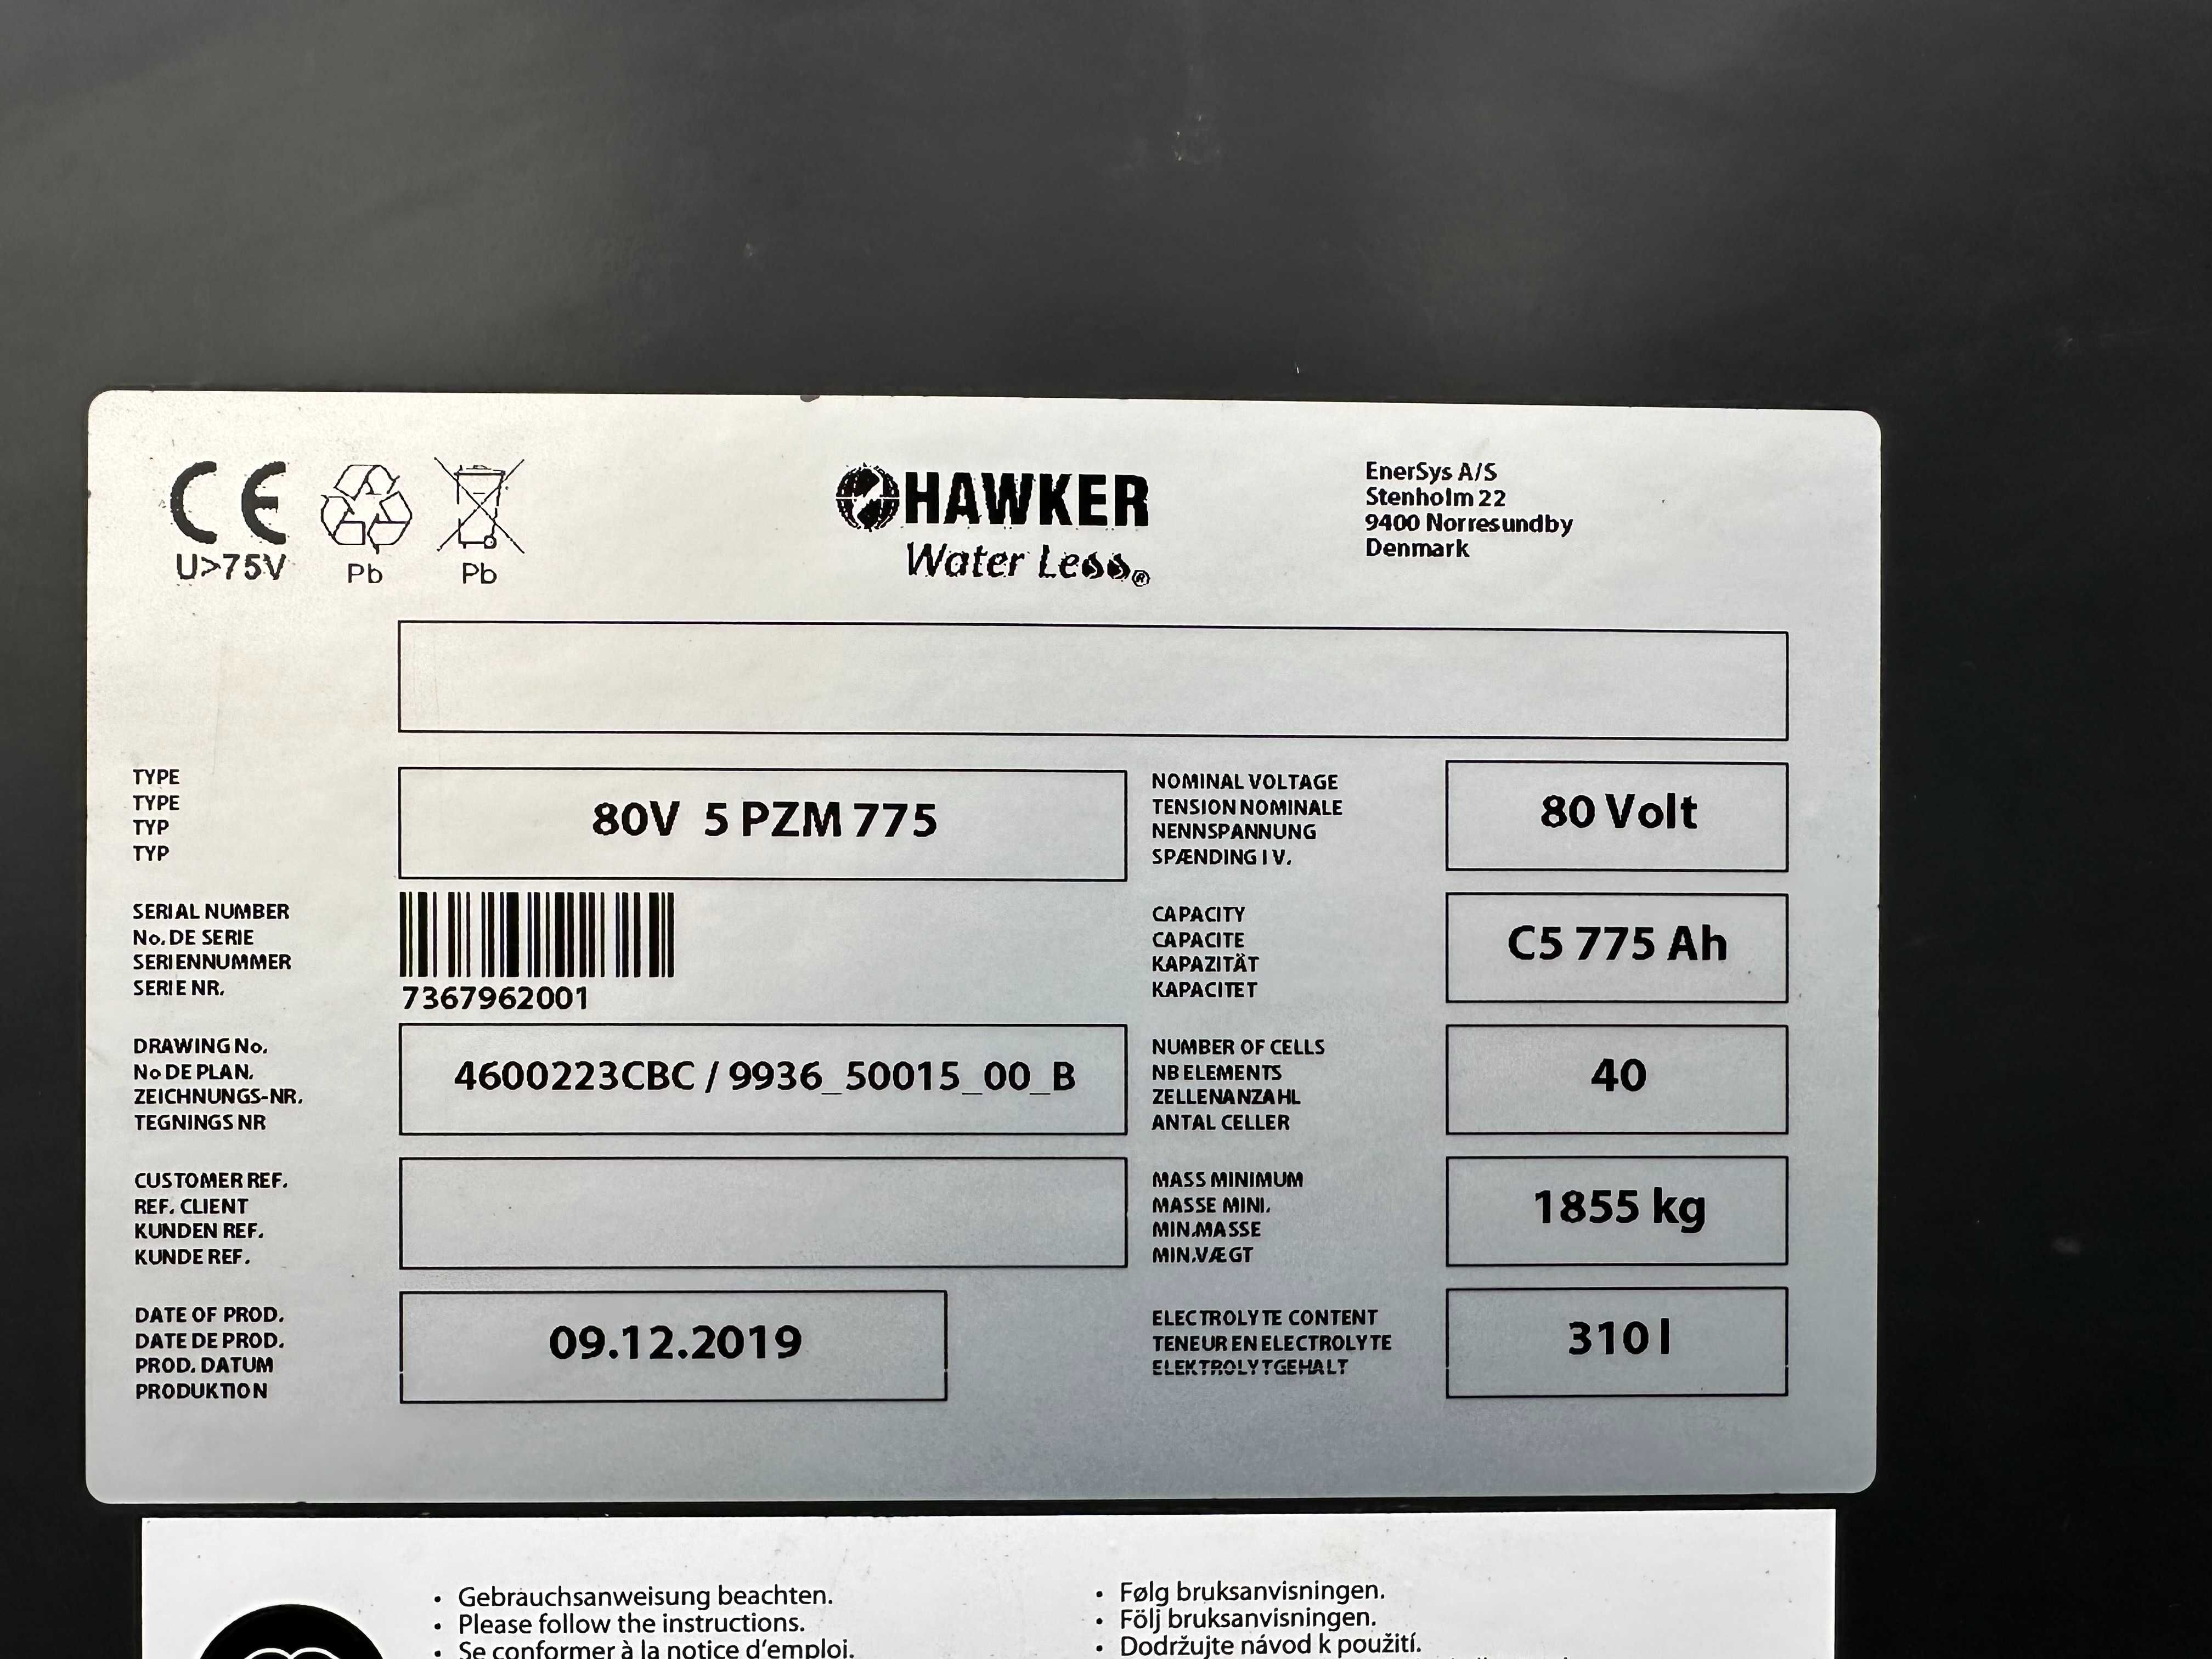 CE
U>75V
Pb
Pb
HAWKER
Water Less®
EnerSys A/S
Stenholm 22
9400 Norresundby
Denmark
TYPE
TYPE
TYP
TYP
80V 5 PZM 775
NOMINAL VOLTAGE
TENSION NOMINALE
NENNSPANNUNG
SPÆNDING I V.
80 Volt
SERIAL NUMBER
No. DE SERIE
SERIENNUMMER
SERIE NR.
7367962001
CAPACITY
CAPACITE
KAPAZITÄT
KAPACITET
C5 775 Ah
DRAWING No.
No DE PLAN.
ZEICHNUNGS-NR.
TEGNINGS NR
4600223CBC / 9936_50015_00_B
NUMBER OF CELLS
NB ELEMENTS
ZELLENANZAHL
ANTAL CELLER
40
CUSTOMER REF.
REF. CLIENT
KUNDEN REF.
KUNDE REF.
MASS MINIMUM
MASSE MINI.
MIN.MASSE
MIN.VÆGT
1855 kg
DATE OF PROD.
DATE DE PROD.
PROD. DATUM
PRODUKTION
09.12.2019
ELECTROLYTE CONTENT
TENEUR EN ELECTROLYTE
ELEKTROLYTGEHALT
310 l
• Gebrauchsanweisung beachten.
• Please follow the instructions.
• Se conformer à la notice d'emploi.
• Følg bruksanvisningen.
• Följ bruksanvisningen.
• Dodržujte návod k použití.